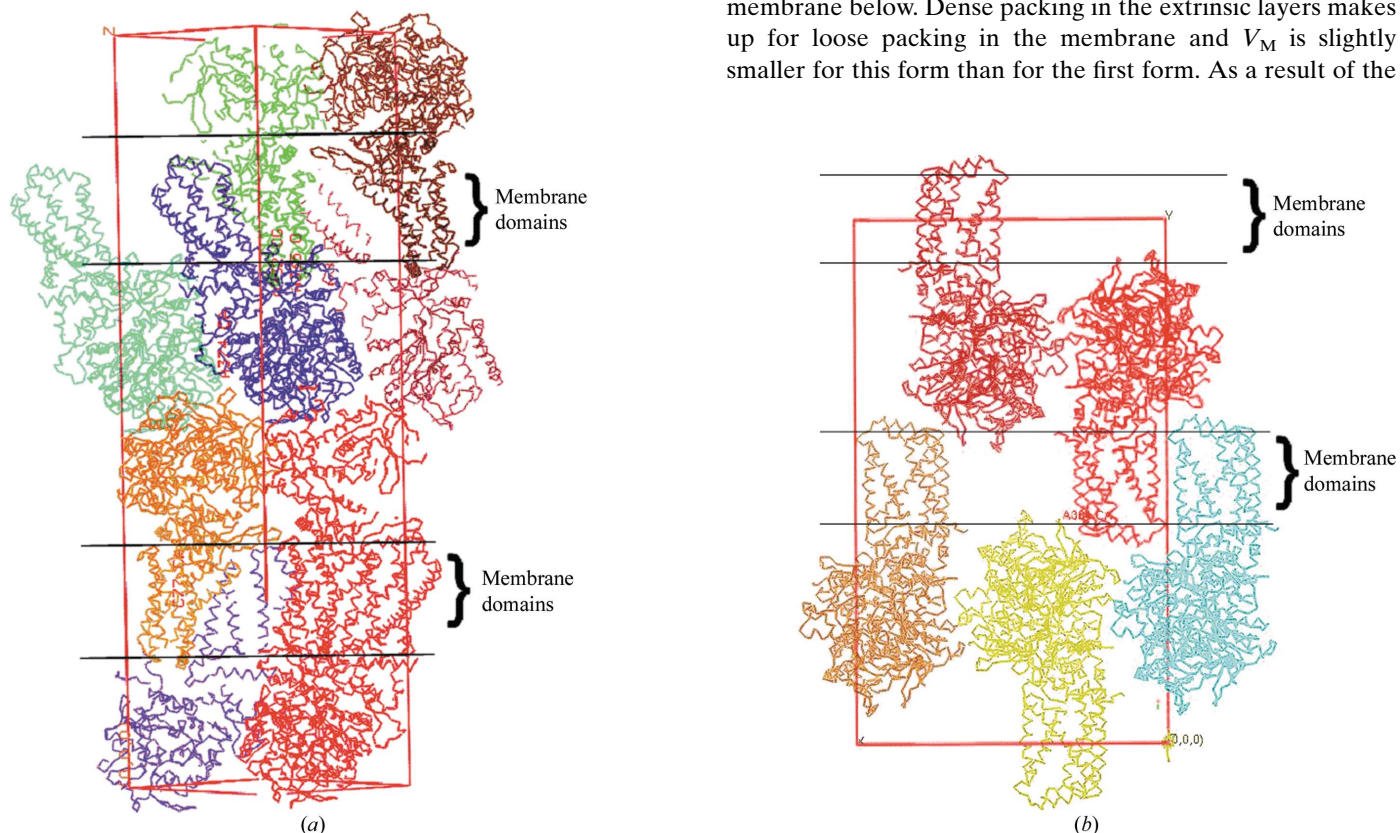 membrane below. Dense packing in the extrinsic layers makes
up for loose packing in the membrane and V_M is slightly
smaller for this form than for the first form. As a result of the
Membrane
domains
Membrane
domains
(a)
Y
Membrane
domains
Membrane
domains
X
(0,0,0)
(b)